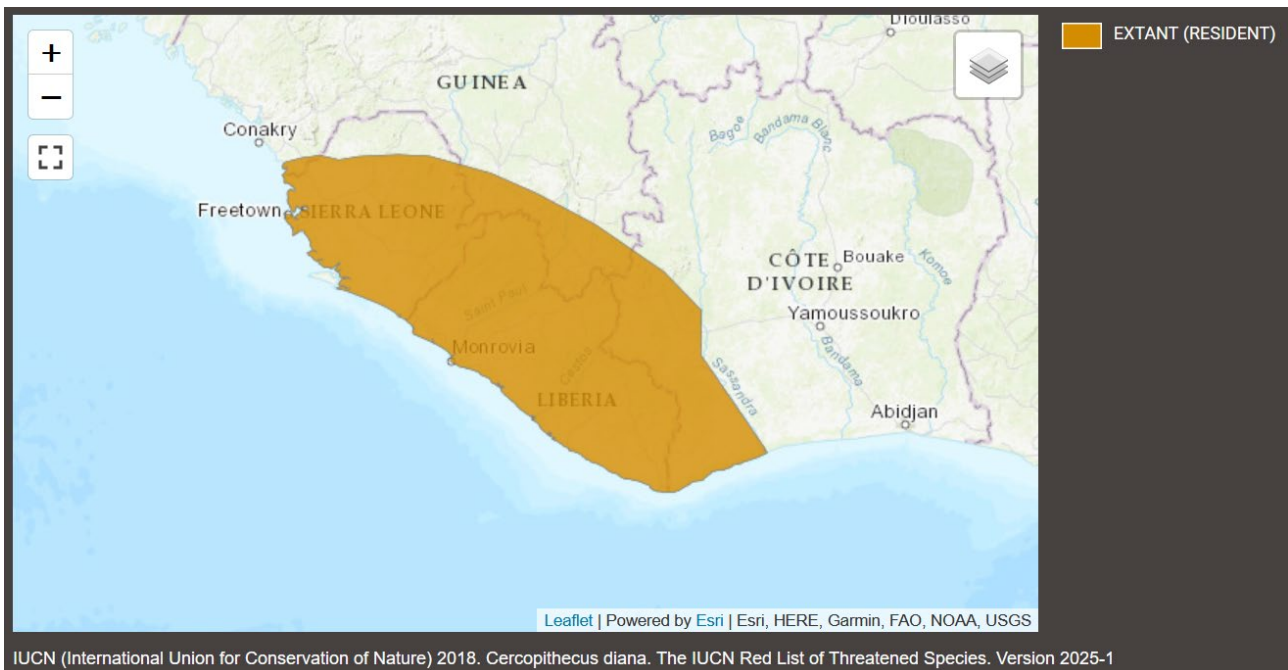 Dioulasso
EXTANT (RESIDENT)
+
GUINEA
−
Bagoe
Bandama Blanc
Conakry
Freetown
SIERRA LEONE
CÔTE
D'IVOIRE
Bouake
Komoe
Saint Paul
Yamoussoukro
Monrovia
Cestos
Bandama
Sassandra
LIBERIA
Abidjan
Leaflet | Powered by Esri | Esri, HERE, Garmin, FAO, NOAA, USGS
IUCN (International Union for Conservation of Nature) 2018. Cercopithecus diana. The IUCN Red List of Threatened Species. Version 2025-1